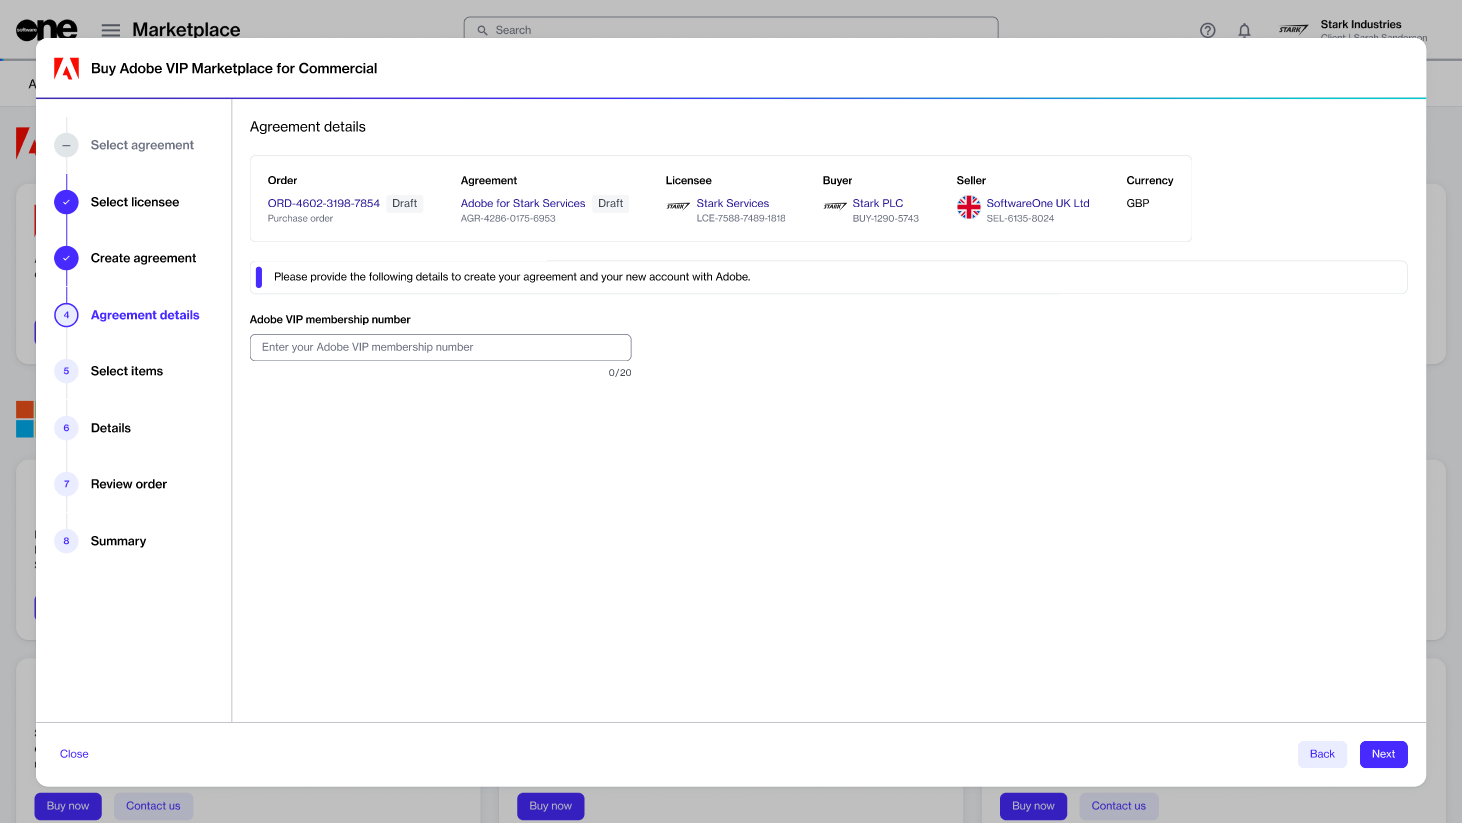 software
one
Marketplace
Search
Stark Industries
Client | Sarah Sanderson
STARK
Buy Adobe VIP Marketplace for Commercial
Select agreement
Select licensee
Create agreement
4 Agreement details
5 Select items
6 Details
7 Review order
8 Summary
Agreement details
Order
ORD-4602-3198-7854 Draft
Purchase order
Agreement
Adobe for Stark Services Draft
AGR-4286-0175-6953
Licensee
STARK Stark Services
LCE-7588-7489-1818
Buyer
STARK Stark PLC
BUY-1290-5743
Seller
SoftwareOne UK Ltd
SEL-6135-8024
Currency
GBP
Please provide the following details to create your agreement and your new account with Adobe.
Adobe VIP membership number
Enter your Adobe VIP membership number
0/20
Close
Back
Next
Buy now
Contact us
Buy now
Buy now
Contact us